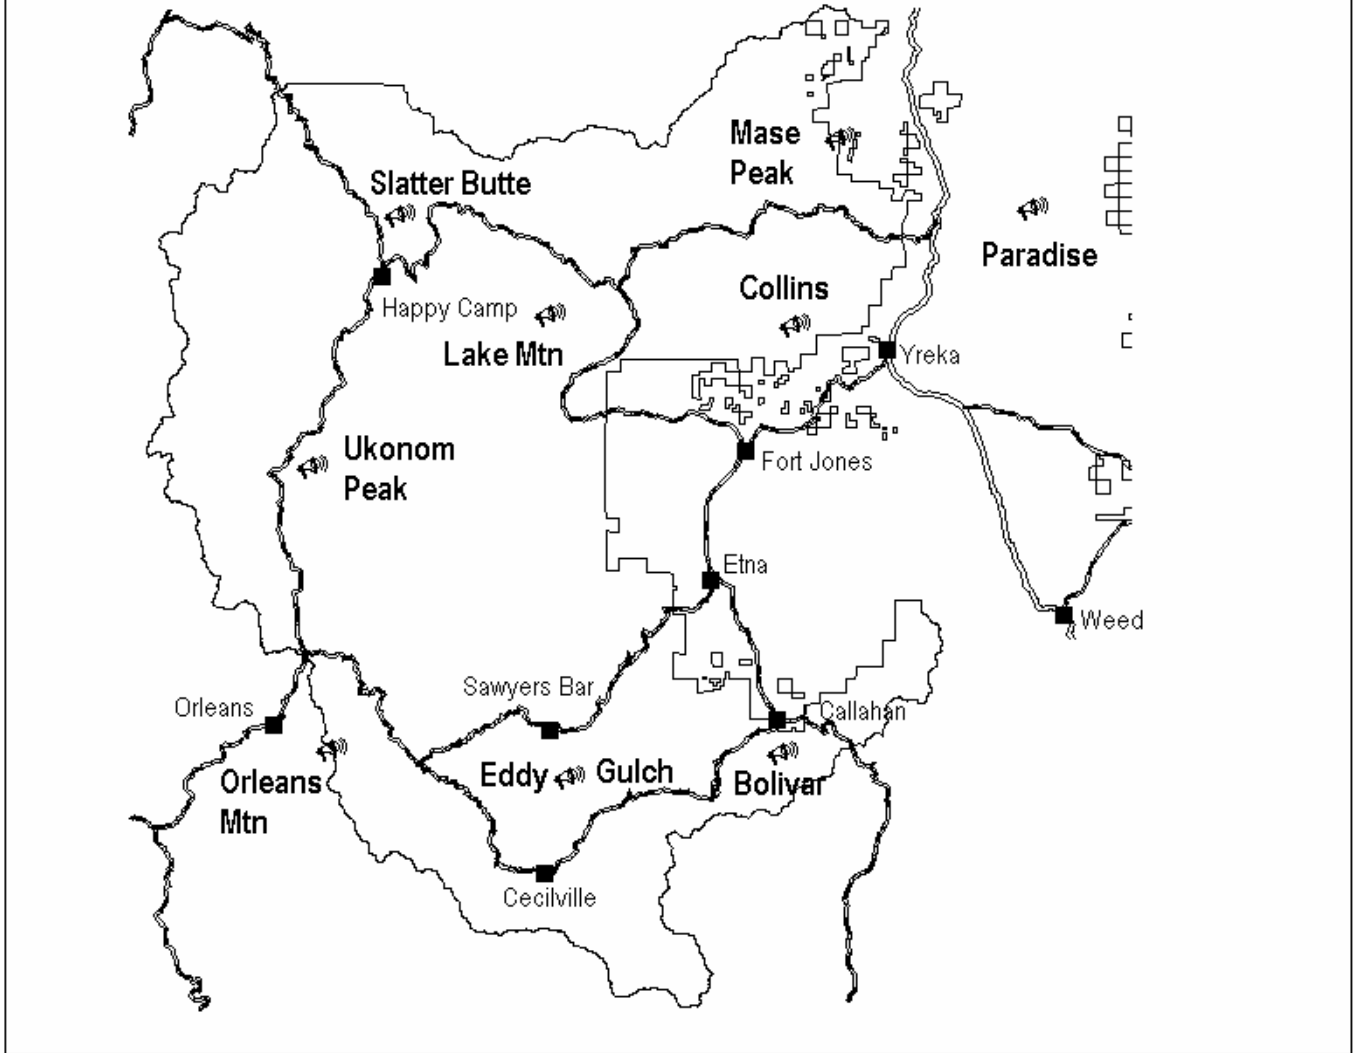 Mase
Peak
Slatter Butte
Paradise
Collins
Happy Camp
Lake Mtn
Yreka
Ukonom
Peak
Fort Jones
Etna
Weed
Sawyers Bar
Orleans
Callahan
Eddy Gulch
Orleans
Mtn
Bolivar
Cecilville